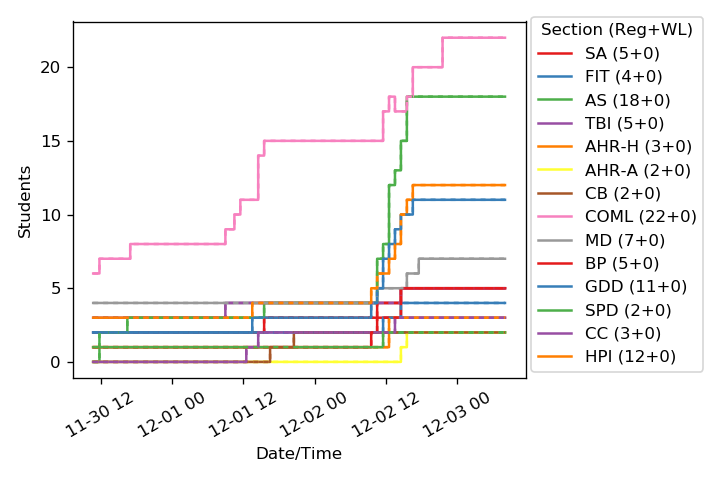 Students
20
15
10
5
0
11-30 12
12-01 00
12-01 12
12-02 00
12-02 12
12-03 00
Date/Time
Section (Reg+WL)
SA (5+0)
FIT (4+0)
AS (18+0)
TBI (5+0)
AHR-H (3+0)
AHR-A (2+0)
CB (2+0)
COML (22+0)
MD (7+0)
BP (5+0)
GDD (11+0)
SPD (2+0)
CC (3+0)
HPI (12+0)